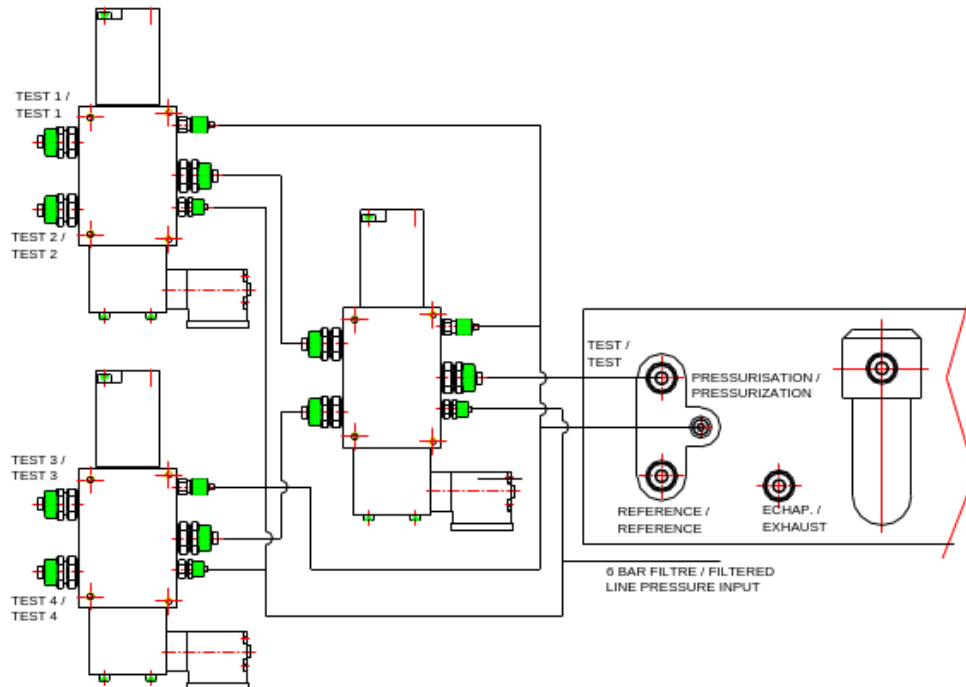 TEST 1 /
TEST 1
TEST 2 /
TEST 2
TEST /
TEST
PRESSURISATION /
PRESSURIZATION
TEST 3 /
TEST 3
REFERENCE /
REFERENCE
ECHAP. /
EXHAUST
6 BAR FILTRE / FILTERED
LINE PRESSURE INPUT
TEST 4 /
TEST 4